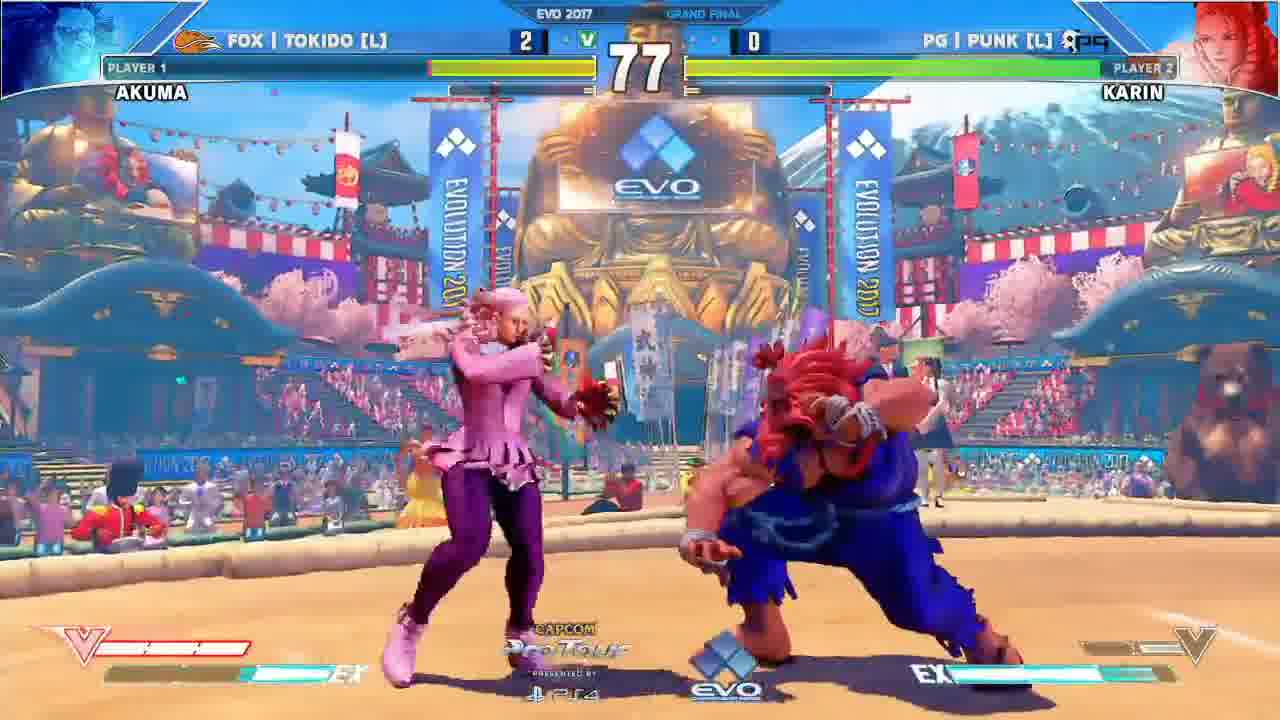 EVO 2017 GRAND FINAL
FOX | TOKIDO [L] 2 V 77 0 PG | PUNK [L]
PLAYER 1 PLAYER 2
AKUMA KARIN
EVO
EVOLUTION 201
EVOLUTION 2017
EX EX
CAPCOM
PRO TOUR
PRESENTED BY
PS4
EVO